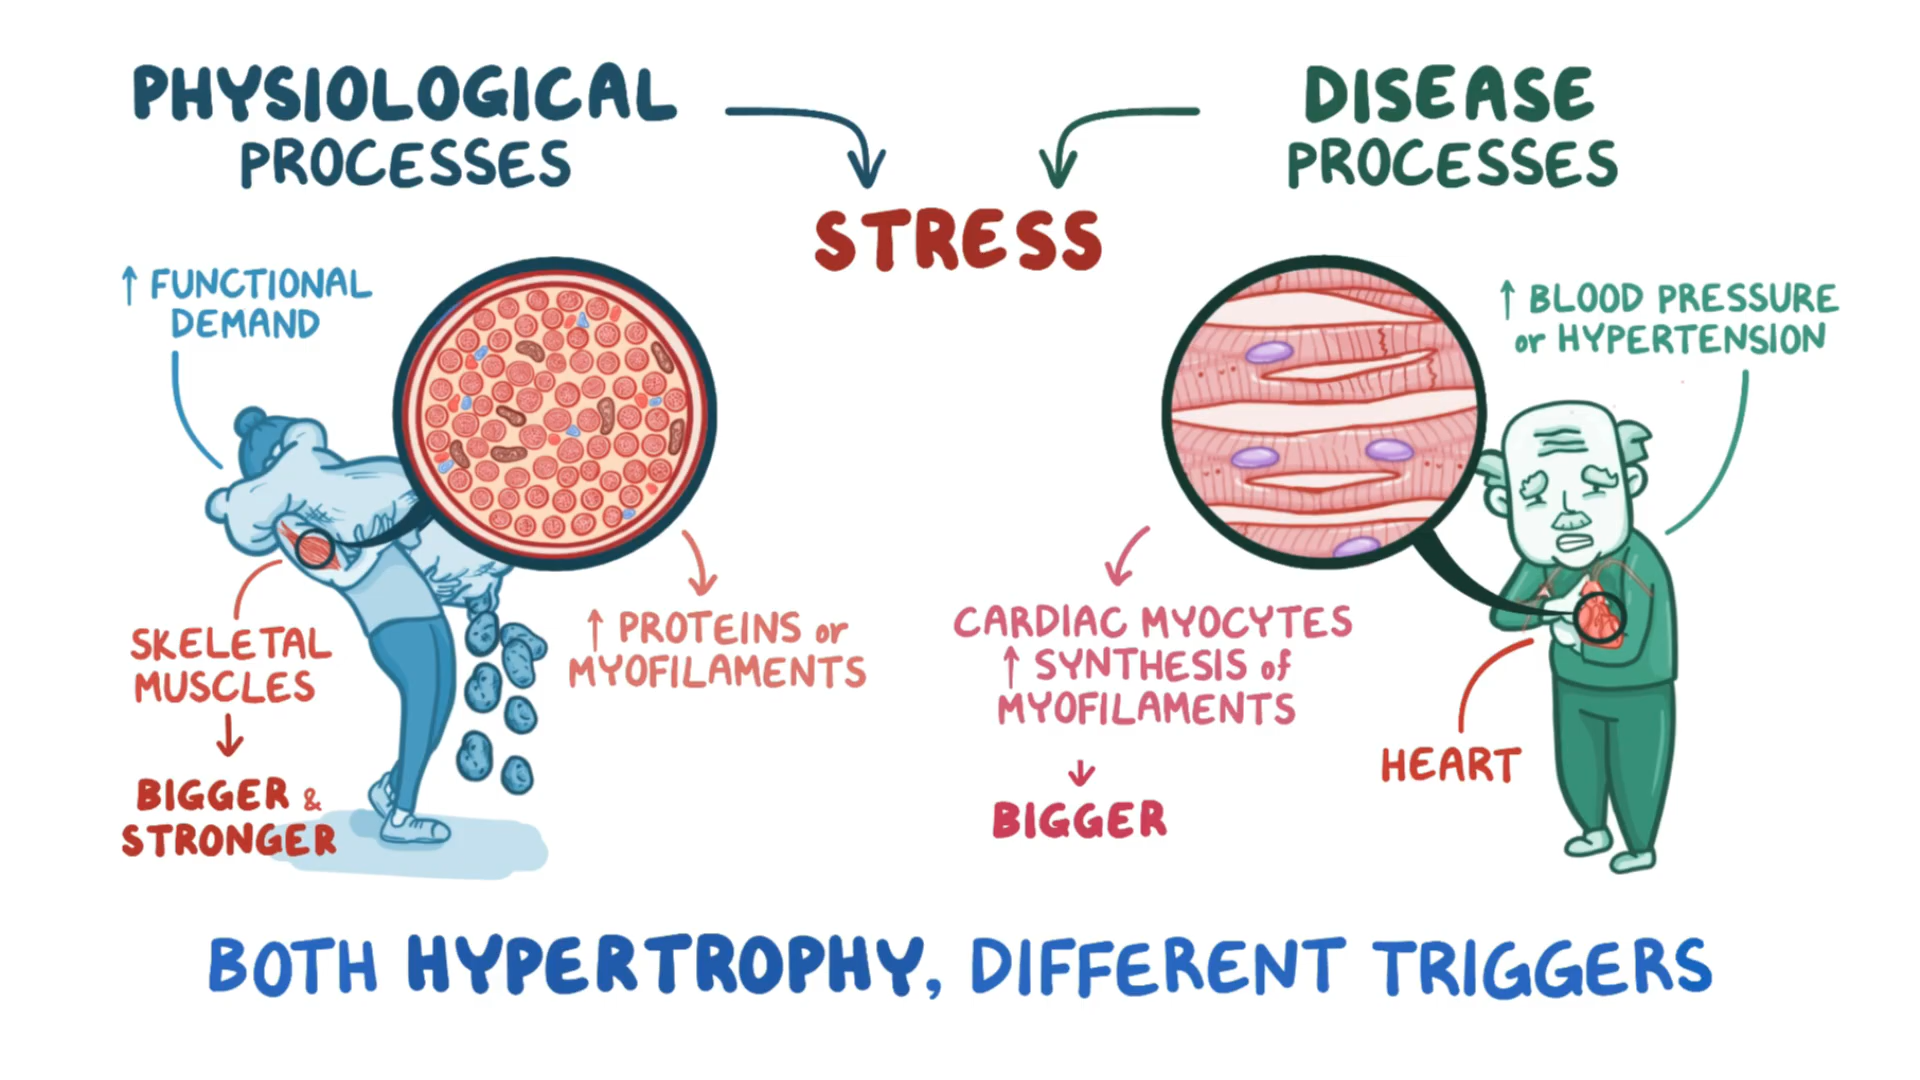 PHYSIOLOGICAL
PROCESSES
DISEASE
PROCESSES
STRESS
↑ FUNCTIONAL
DEMAND
SKELETAL
MUSCLES
↓
BIGGER &
STRONGER
↑ PROTEINS or
MYOFILAMENTS
↑ BLOOD PRESSURE
or HYPERTENSION
CARDIAC MYOCYTES
↑ SYNTHESIS of
MYOFILAMENTS
↓
BIGGER
HEART
BOTH HYPERTROPHY, DIFFERENT TRIGGERS